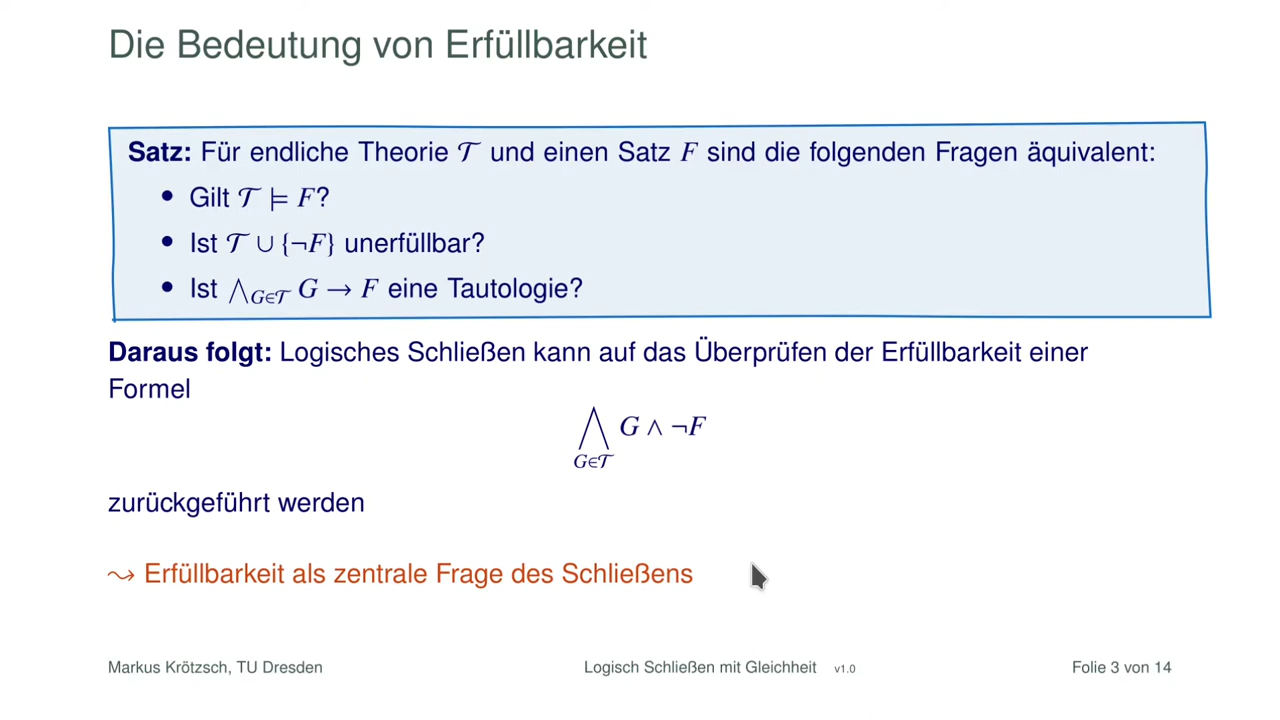 Die Bedeutung von Erfüllbarkeit
Satz: Für endliche Theorie 𝒯 und einen Satz F sind die folgenden Fragen äquivalent:
• Gilt 𝒯 ⊨ F?
• Ist 𝒯 ∪ {¬F} unerfüllbar?
• Ist ⋀_{G∈𝒯} G → F eine Tautologie?
Daraus folgt: Logisches Schließen kann auf das Überprüfen der Erfüllbarkeit einer
Formel
⋀_{G∈𝒯} G ∧ ¬F
zurückgeführt werden
⤳ Erfüllbarkeit als zentrale Frage des Schließens
Markus Krötzsch, TU Dresden Logisch Schließen mit Gleichheit v1.0 Folie 3 von 14